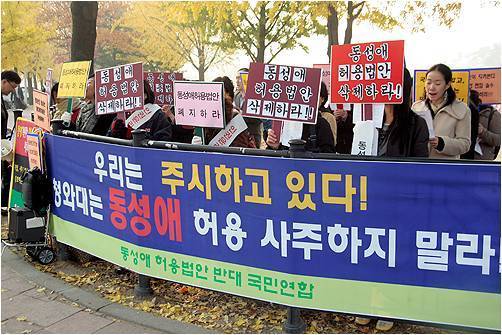 동성애
허용법안
삭제하라!!
동성애허용법안
폐지하라
동성애
허용법안
삭제하라!!
동성애
허용법안
삭제하라!
우리는 주시하고 있다!
청와대는 동성애 허용 사주하지 말라
동성애 허용법안 반대 국민연합